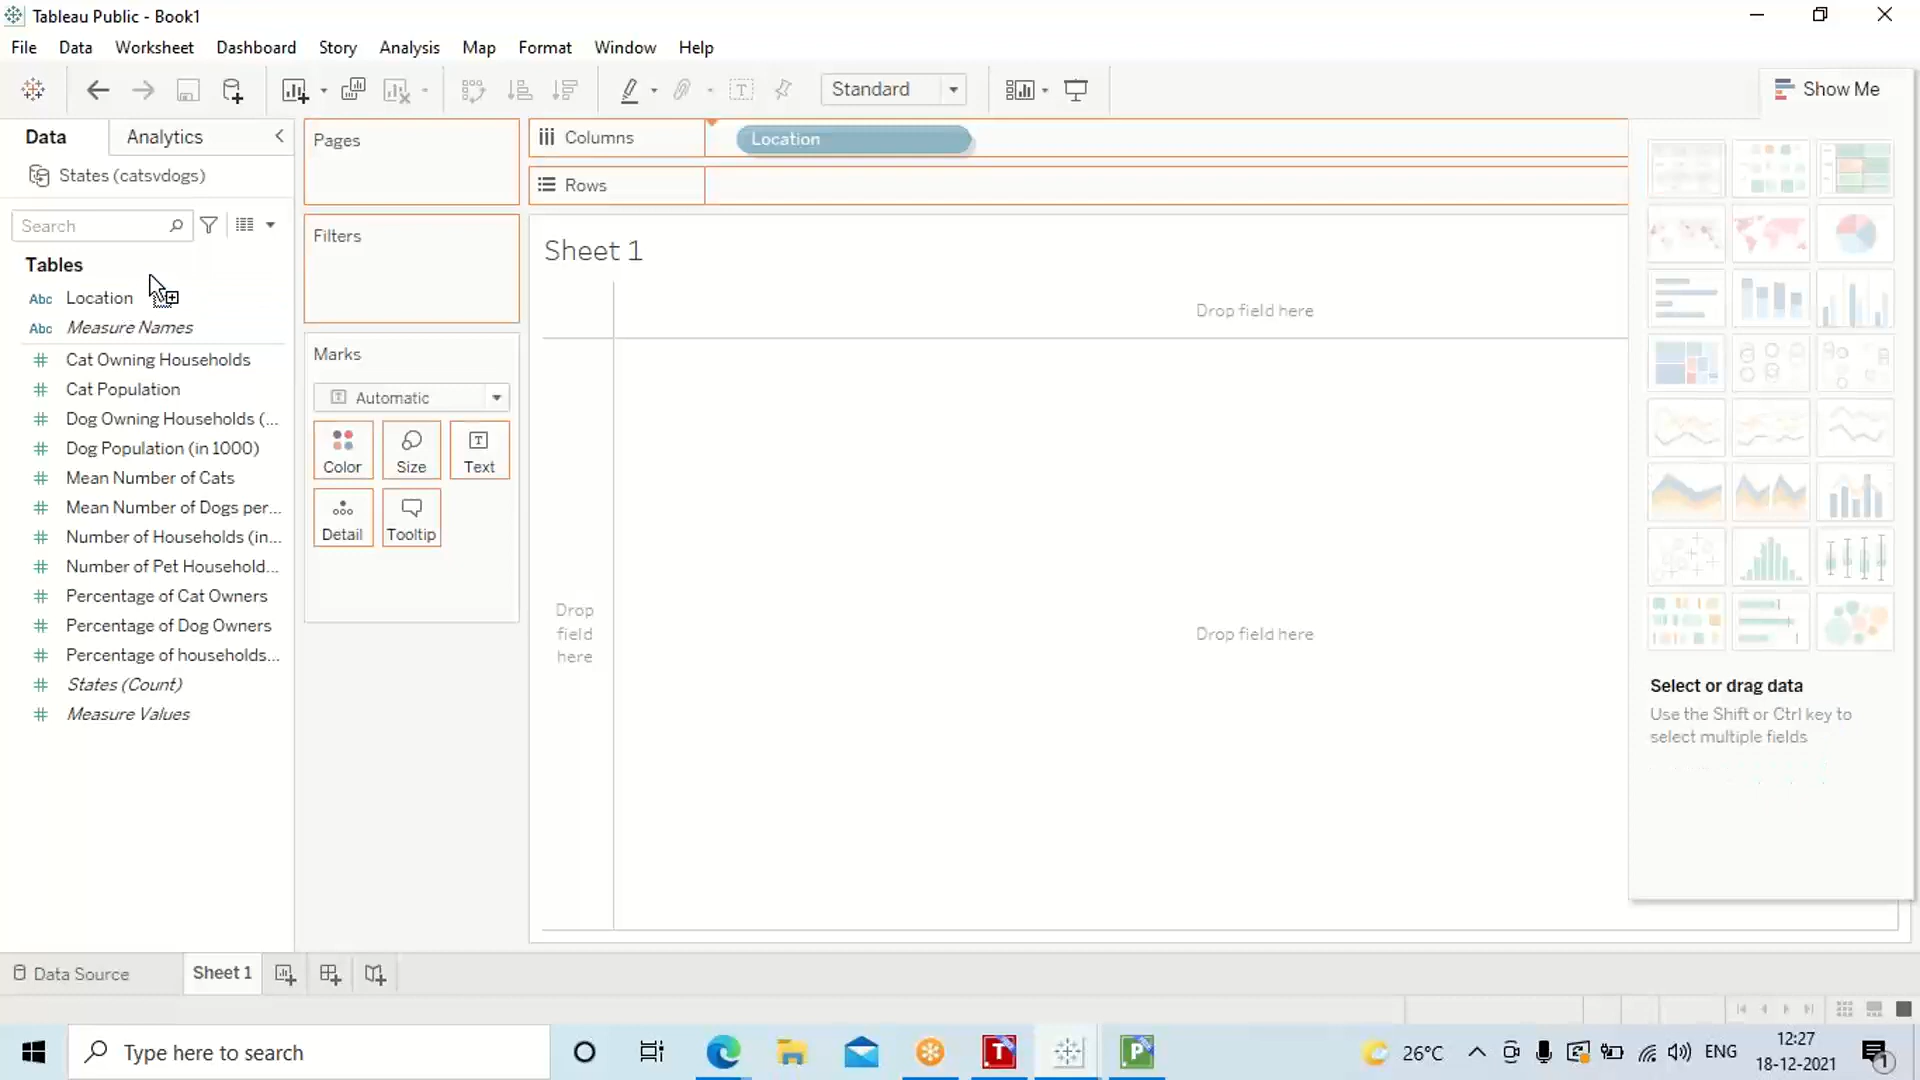 Tableau Public - Book1
File Data Worksheet Dashboard Story Analysis Map Format Window Help
Standard
Show Me
Data Analytics
States (catsvdogs)
Search
Tables
Abc Location
Abc Measure Names
# Cat Owning Households
# Cat Population
# Dog Owning Households (...
# Dog Population (in 1000)
# Mean Number of Cats
# Mean Number of Dogs per...
# Number of Households (in...
# Number of Pet Household...
# Percentage of Cat Owners
# Percentage of Dog Owners
# Percentage of households...
# States (Count)
# Measure Values
Pages
Filters
Marks
Automatic
Color Size Text
Detail Tooltip
Columns Location
Rows
Sheet 1
Drop field here
Drop
field
here
Drop field here
Select or drag data
Use the Shift or Ctrl key to
select multiple fields
Data Source Sheet 1
Type here to search
26°C
ENG
12:27
18-12-2021
1